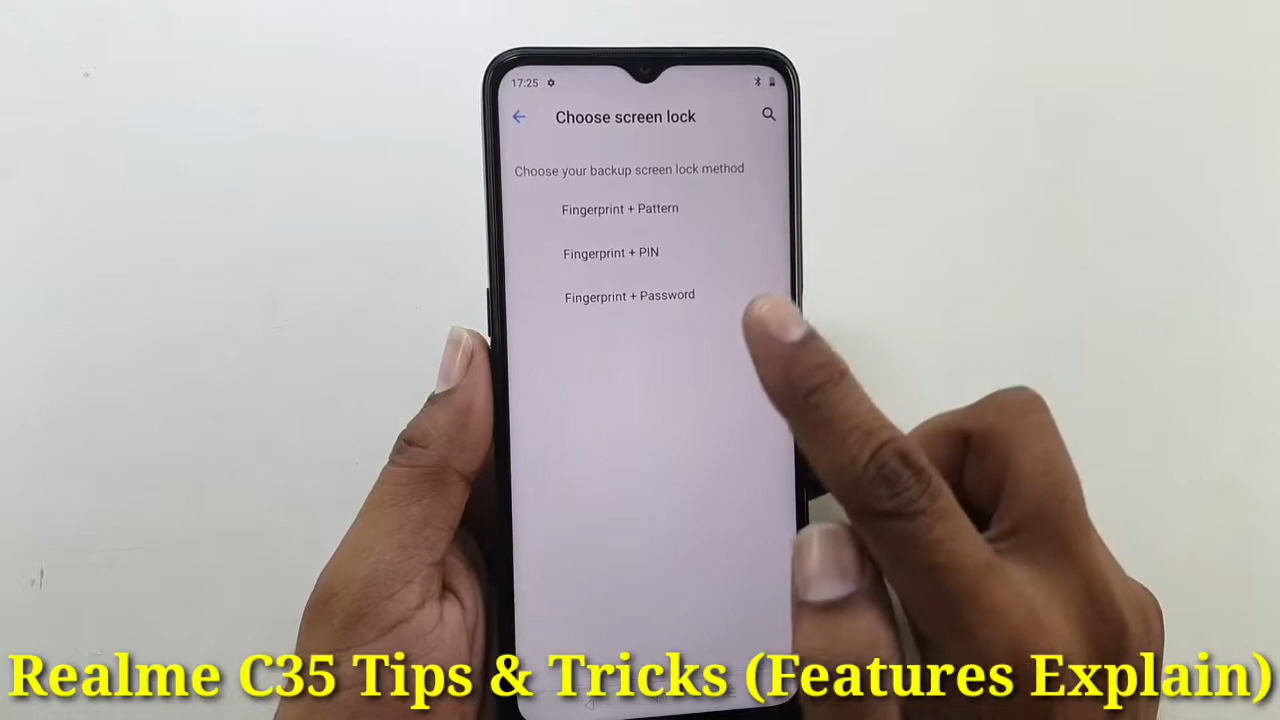 17:25
Choose screen lock
Choose your backup screen lock method
Fingerprint + Pattern
Fingerprint + PIN
Fingerprint + Password
Realme C35 Tips & Tricks (Features Explain)